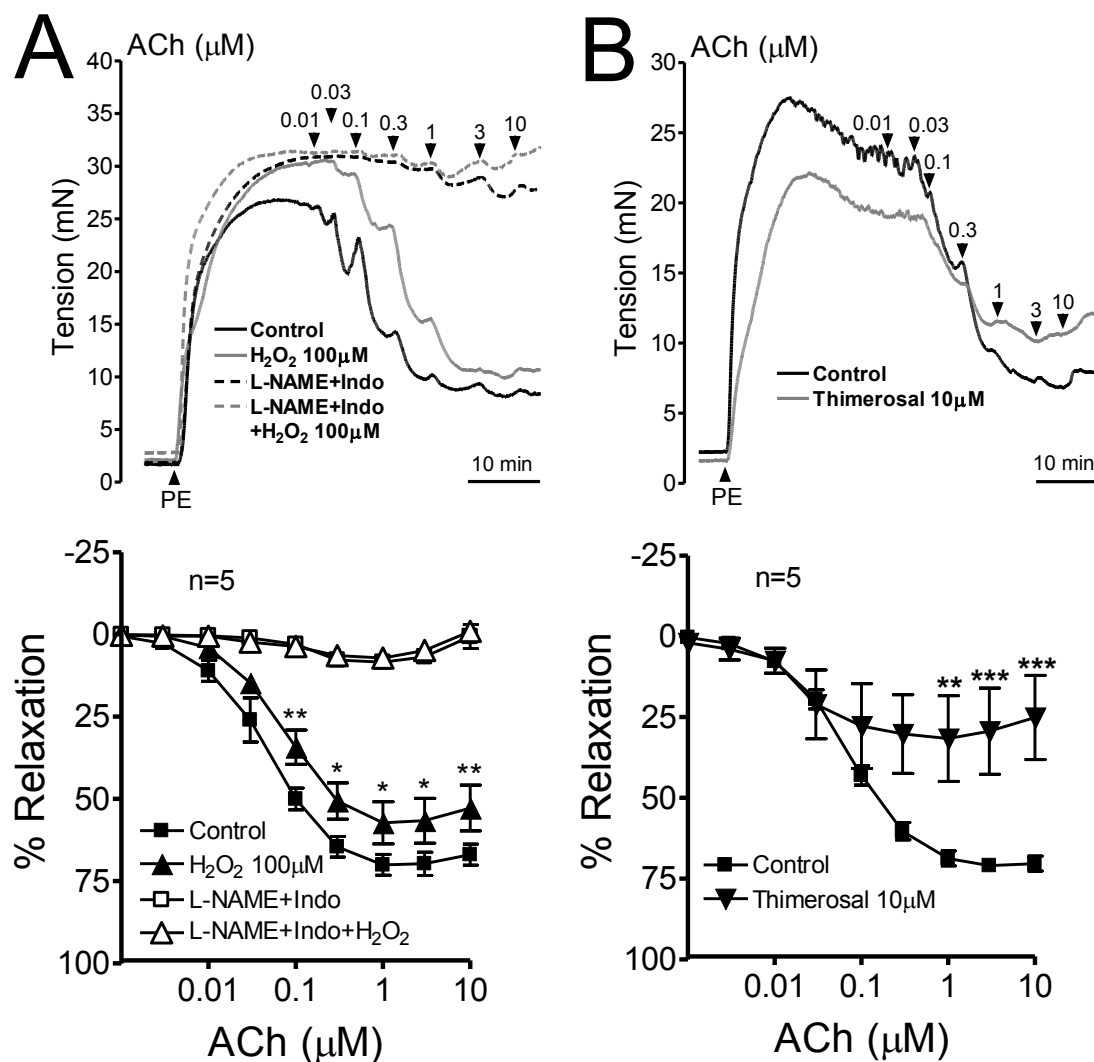 A
ACh (μM)
40
35
30
25
20
15
10
5
0
Tension (mN)
0.01
0.03
0.1
0.3
1
3
10
Control
H₂O₂ 100μM
L-NAME+Indo
L-NAME+Indo
+H₂O₂ 100μM
10 min
PE
B
ACh (μM)
30
25
20
15
10
5
0
Tension (mN)
0.01
0.03
0.1
0.3
1
3
10
Control
Thimerosal 10μM
10 min
PE
-25
0
25
50
75
100
% Relaxation
n=5
**
*
*
*
**
Control
H₂O₂ 100μM
L-NAME+Indo
L-NAME+Indo+H₂O₂
0.01 0.1 1 10
ACh (μM)
-25
0
25
50
75
100
% Relaxation
n=5
**
***
***
Control
Thimerosal 10μM
0.01 0.1 1 10
ACh (μM)